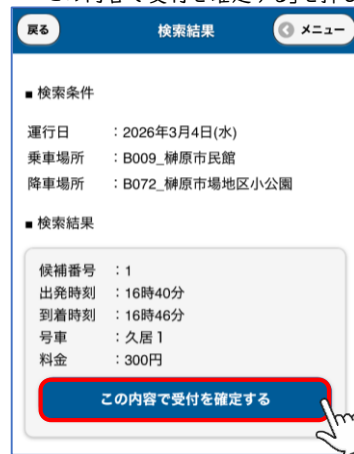 戻る 検索結果 メニュー
■ 検索条件
運行日 ：2026年3月4日(水)
乗車場所 ：B009_榊原市民館
降車場所 ：B072_榊原市場地区小公園
■ 検索結果
候補番号 ：1
出発時刻 ：16時40分
到着時刻 ：16時46分
号車 ：久居1
料金 ：300円
この内容で受付を確定する